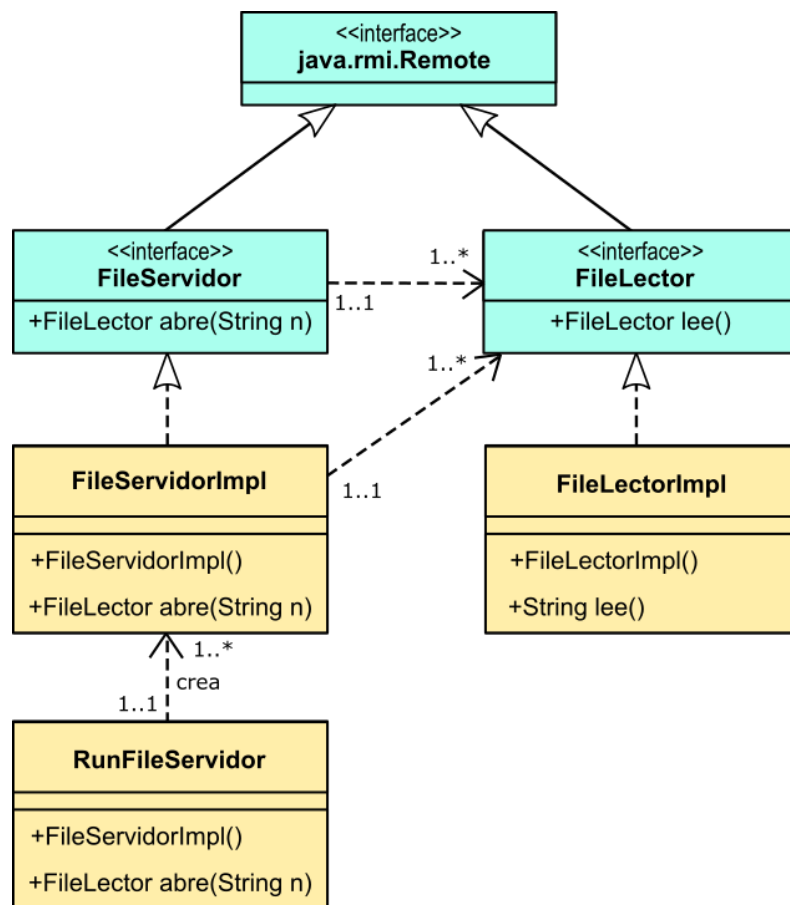 <<interface>>
java.rmi.Remote
<<interface>>
FileServidor
+FileLector abre(String n)
1..*
1..1
<<interface>>
FileLector
+FileLector lee()
1..*
1..1
FileServidorImpl
+FileServidorImpl()
+FileLector abre(String n)
FileLectorImpl
+FileLectorImpl()
+String lee()
1..*
crea
1..1
RunFileServidor
+FileServidorImpl()
+FileLector abre(String n)